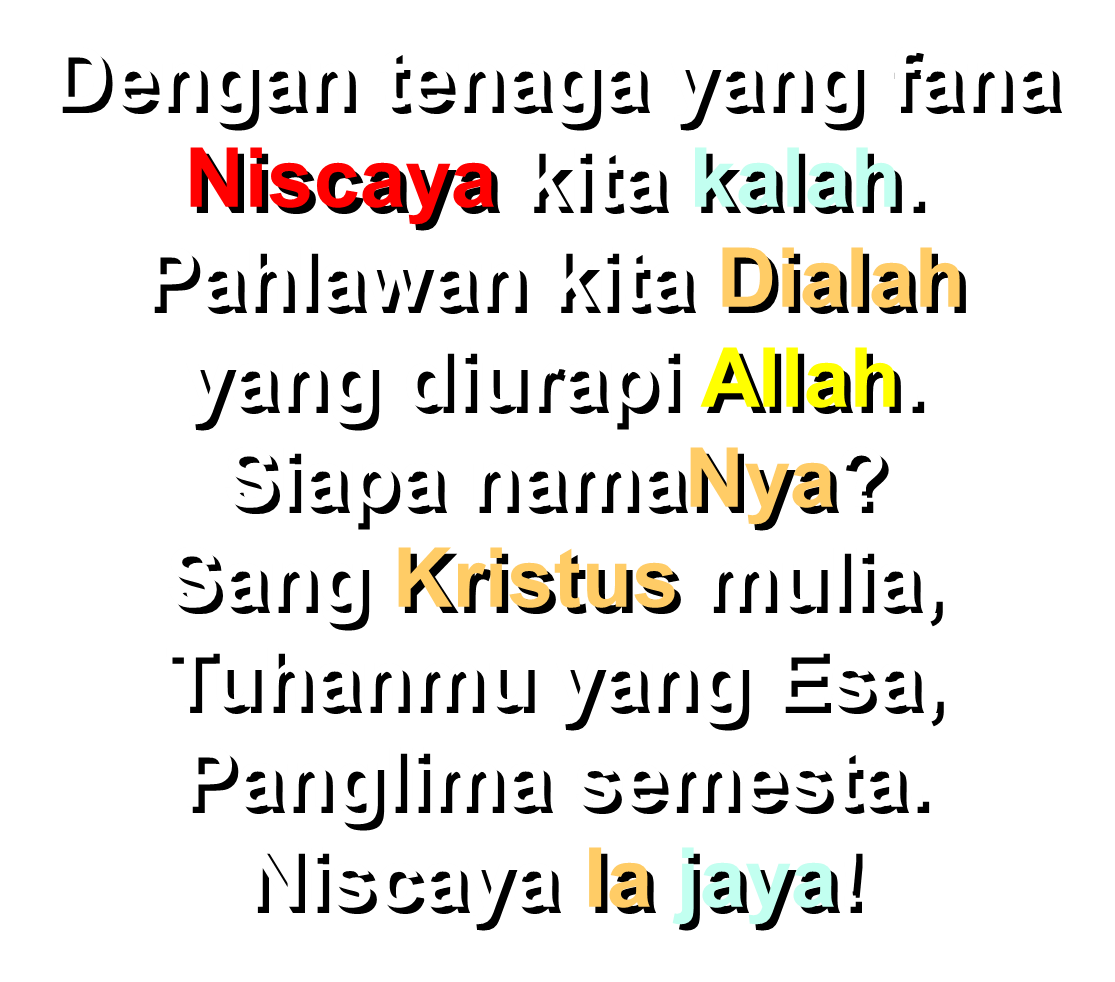 Dengan tenaga yang fana
Niscaya kita kalah.
Pahlawan kita Dialah
yang diurapi Allah.
Siapa namaNya?
Sang Kristus mulia,
Tuhanmu yang Esa,
Panglima semesta.
Niscaya Ia jaya!